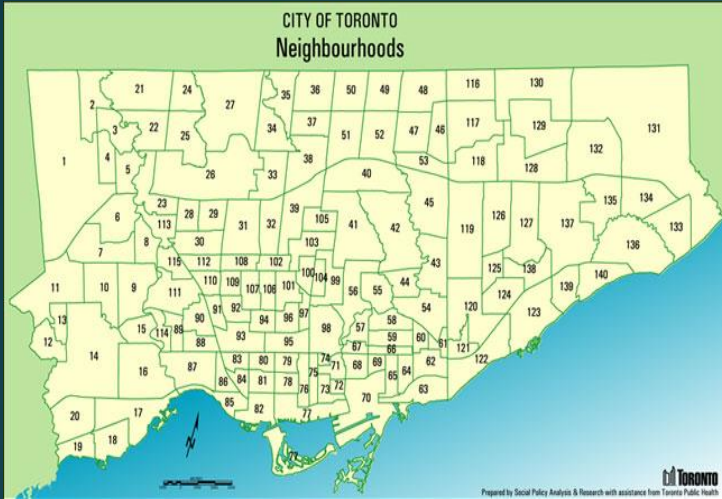 CITY OF TORONTO
Neighbourhoods
21 24 35 36 50 49 48 116 130
2 27
3 22 25 34 37 51 52 47 46 117 129 131
132
1 4 38 53 118
5 26 33 40 128
23 28 29 39 45 135 134
6 113 31 32 105 41 42 119 126 127 137 133
7 8 30 103 136
115 112 108 102 43 125 138 140
11 10 9 110 109 107 106 101 100 104 99 44 139
111 56 55 124
13 90 91 92 94 96 97 54 120 123
12 15 114 89 88 93 98 57 58
14 95 67 59 60 61 121
66
16 87 83 80 79 74 71 68 69 62 122
86 84 81 78 75 72 65 64
20 17 85 82 76 73 70 63
19 18 77
77
N
TORONTO
Prepared by Social Policy Analysis & Research with assistance from Toronto Public Health